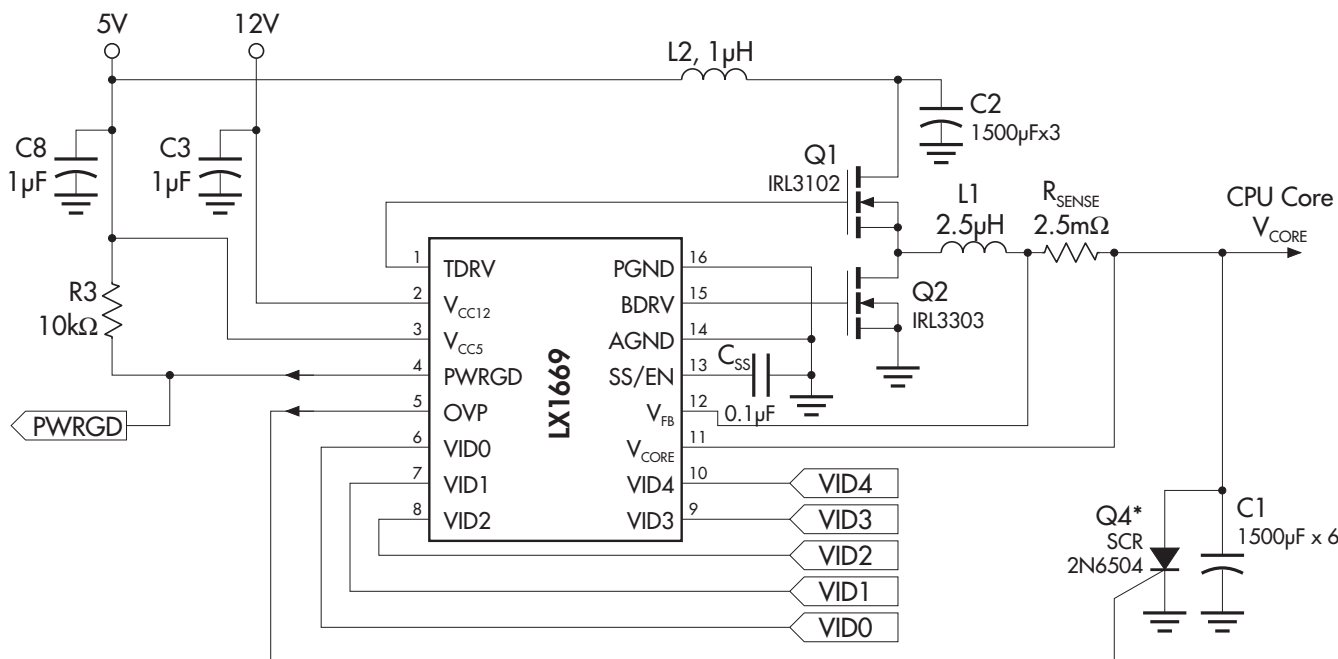 5V
12V
L2, 1µH
C2
1500µFx3
C8
1µF
C3
1µF
Q1
IRL3102
L1
2.5µH
R_SENSE
2.5mΩ
CPU Core
V_CORE
R3
10kΩ
1
TDRV
2
V_CC12
3
V_CC5
4
PWRGD
5
OVP
6
VID0
7
VID1
8
VID2
LX1669
PGND
16
BDRV
15
AGND
14
SS/EN
13
V_FB
12
V_CORE
11
VID4
10
VID3
9
C_SS
0.1µF
Q2
IRL3303
PWRGD
VID4
VID3
VID2
VID1
VID0
Q4*
SCR
2N6504
C1
1500µF x 6